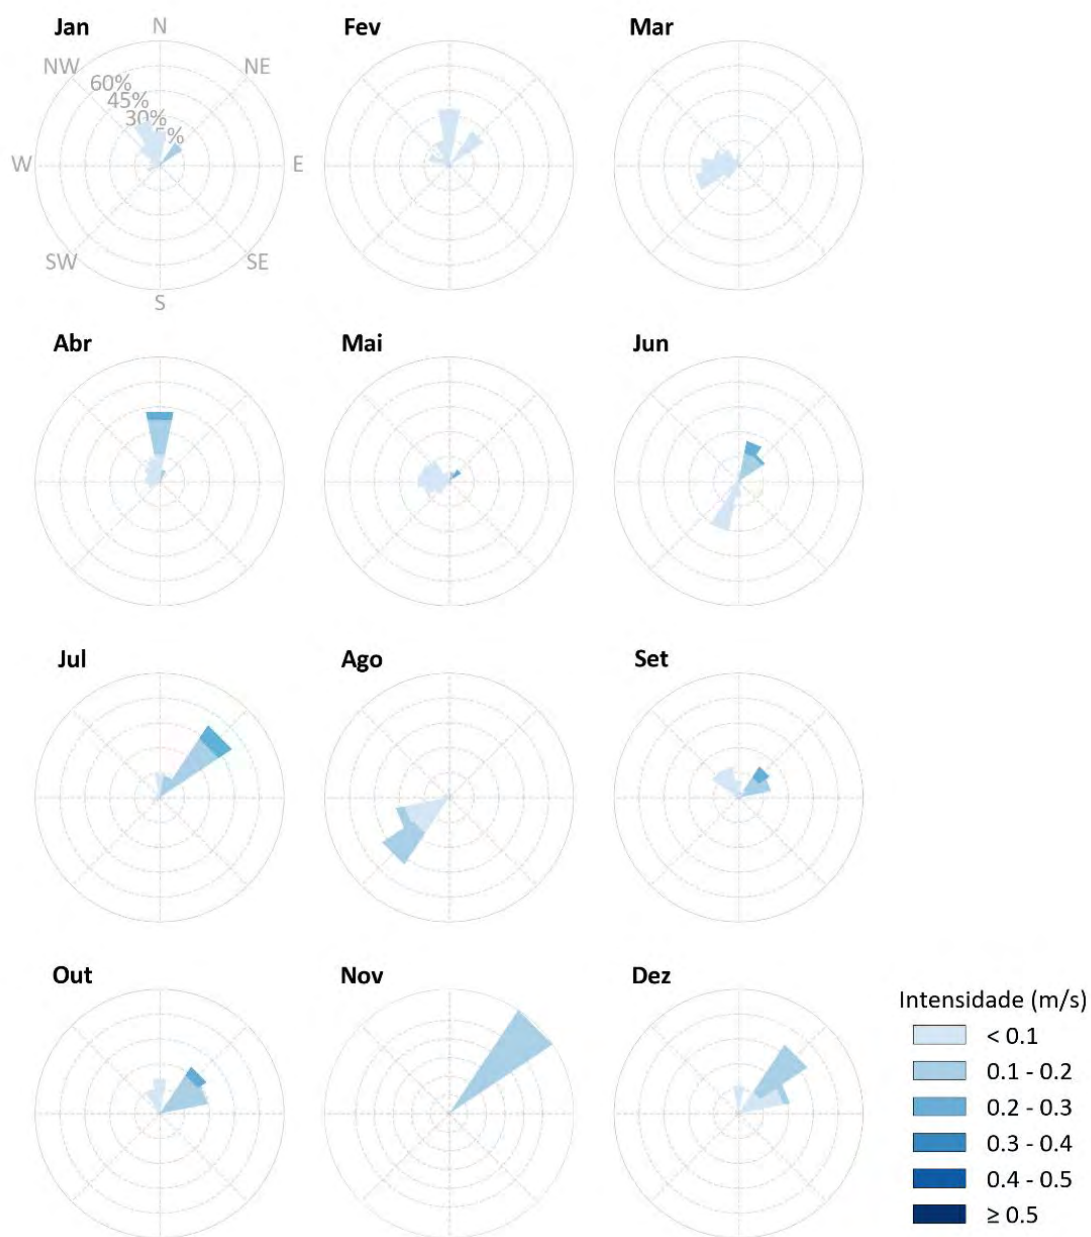 Jan
N
Fev
Mar
NW
NE
60%
45%
30%
5%
W
E
SW
SE
S
Abr
Mai
Jun
Jul
Ago
Set
Out
Nov
Dez
Intensidade (m/s)
< 0.1
0.1 - 0.2
0.2 - 0.3
0.3 - 0.4
0.4 - 0.5
≥ 0.5